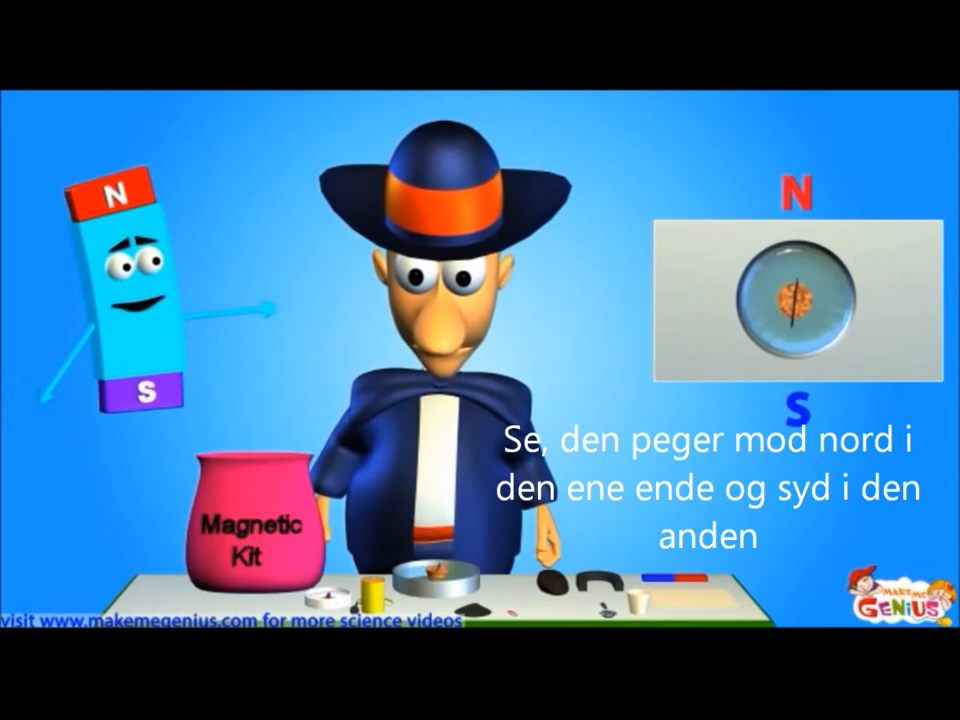 N
N
S
S
Se, den peger mod nord i
den ene ende og syd i den
anden
Magnetic
Kit
MAKE ME
GENIUS
visit www.makemegenius.com for more science videos